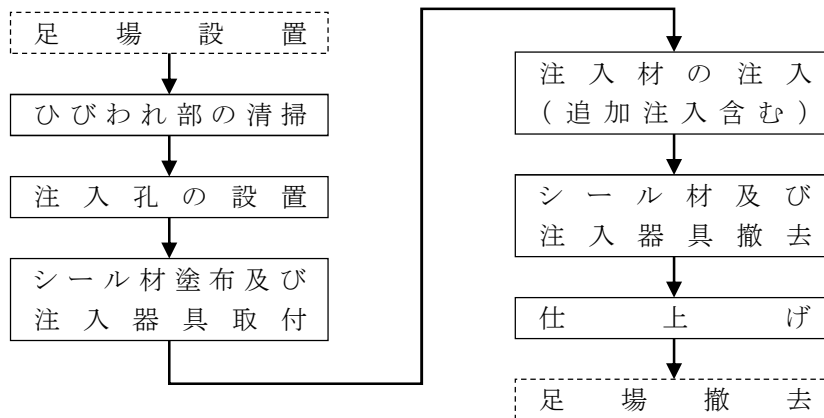 足場設置
ひびわれ部の清掃
注入孔の設置
シール材塗布及び
注入器具取付
注入材の注入
(追加注入含む)
シール材及び
注入器具撤去
仕上げ
足場撤去